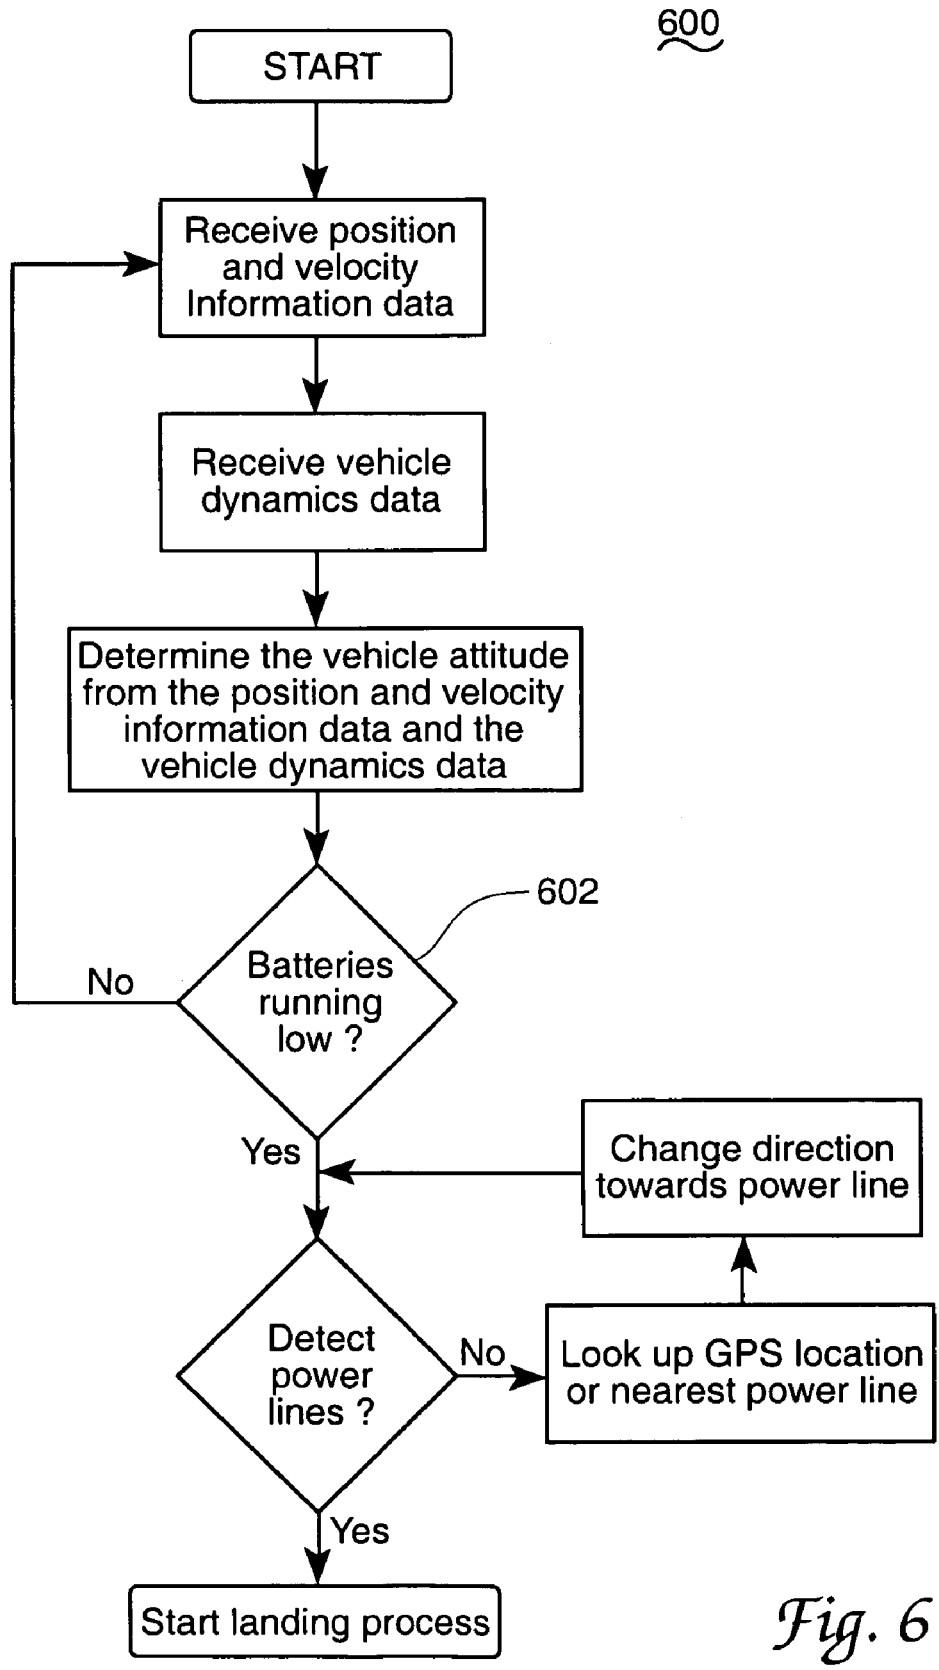 600
START
Receive position
and velocity
Information data
Receive vehicle
dynamics data
Determine the vehicle attitude
from the position and velocity
information data and the
vehicle dynamics data
602
Batteries
running
low ?
No
Yes
Change direction
towards power line
Detect
power
lines ?
No
Look up GPS location
or nearest power line
Yes
Start landing process
Fig. 6